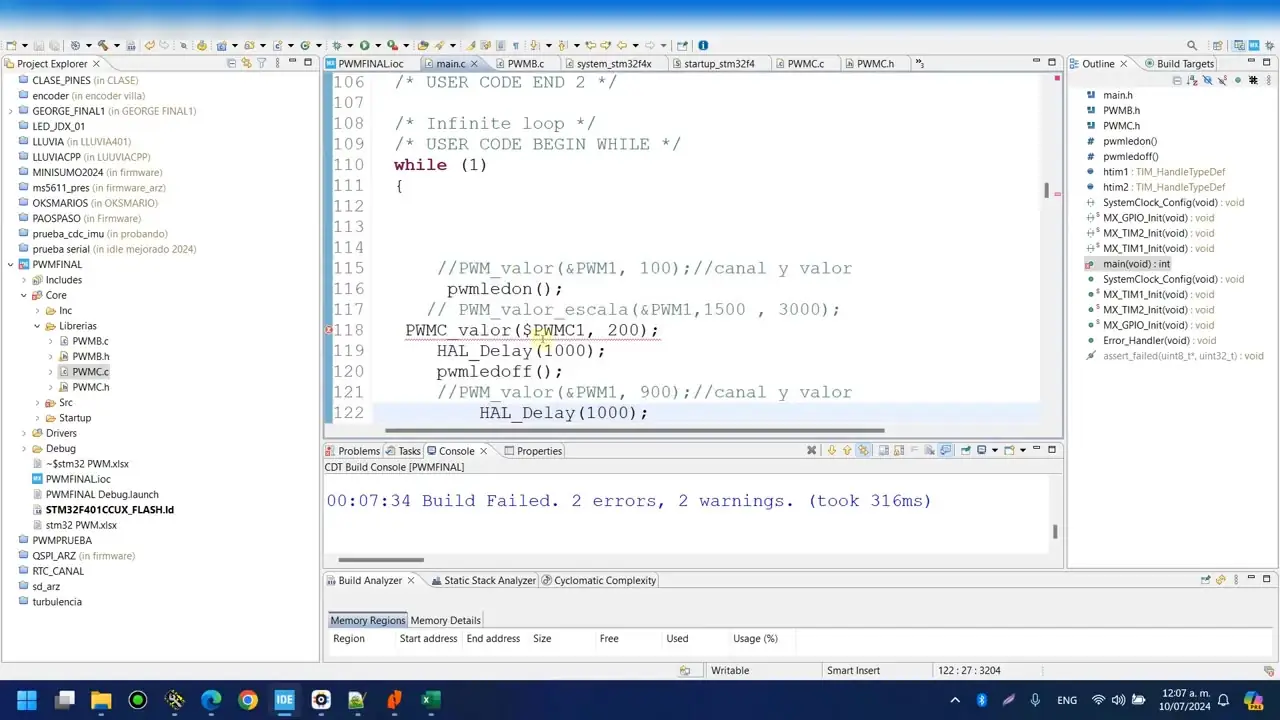 Project Explorer
CLASE_PINES (in CLASE)
encoder (in encoder villa)
GEORGE_FINAL1 (in GEORGE FINAL1)
LED_JDX_01
LLUVIA (in LLUVIA401)
LLUVIACPP (in LUUVIACPP)
MINISUMO2024 (in firmware)
ms5611_pres (in firmware_arz)
OKSMARIOS (in OKSMARIO)
PAOSPASO (in Firmware)
prueba_cdc_imu (in probando)
prueba serial (in idle mejorado 2024)
PWMFINAL
Includes
Core
Inc
Librerias
PWMB.c
PWMB.h
PWMC.c
PWMC.h
Src
Startup
Drivers
Debug
~$stm32 PWM.xlsx
PWMFINAL.ioc
PWMFINAL Debug.launch
STM32F401CCUX_FLASH.ld
stm32 PWM.xlsx
PWMPRUEBA
QSPI_ARZ (in firmware)
RTC_CANAL
sd_arz
turbulencia
PWMFINAL.ioc main.c PWMB.c system_stm32f4x startup_stm32f4 PWMC.c PWMC.h »5
106 /* USER CODE END 2 */
107
108 /* Infinite loop */
109 /* USER CODE BEGIN WHILE */
110 while (1)
111 {
112
113
114
115 //PWM_valor(&PWM1, 100);//canal y valor
116 pwmledon();
117 // PWM_valor_escala(&PWM1,1500 , 3000);
118 PWMC_valor($PWMC1, 200);
119 HAL_Delay(1000);
120 pwmledoff();
121 //PWM_valor(&PWM1, 900);//canal y valor
122 HAL_Delay(1000);
Problems Tasks Console Properties
CDT Build Console [PWMFINAL]
00:07:34 Build Failed. 2 errors, 2 warnings. (took 316ms)
Build Analyzer Static Stack Analyzer Cyclomatic Complexity
Memory Regions Memory Details
Region Start address End address Size Free Used Usage (%)
Outline Build Targets
main.h
PWMB.h
PWMC.h
pwmledon()
pwmledoff()
htim1 : TIM_HandleTypeDef
htim2 : TIM_HandleTypeDef
SystemClock_Config(void) : void
MX_GPIO_Init(void) : void
MX_TIM2_Init(void) : void
MX_TIM1_Init(void) : void
main(void) : int
SystemClock_Config(void) : void
MX_TIM1_Init(void) : void
MX_TIM2_Init(void) : void
MX_GPIO_Init(void) : void
Error_Handler(void) : void
assert_failed(uint8_t*, uint32_t) : void
Writable Smart Insert 122 : 27 : 3204
IDE
ENG
12:07 a. m.
10/07/2024